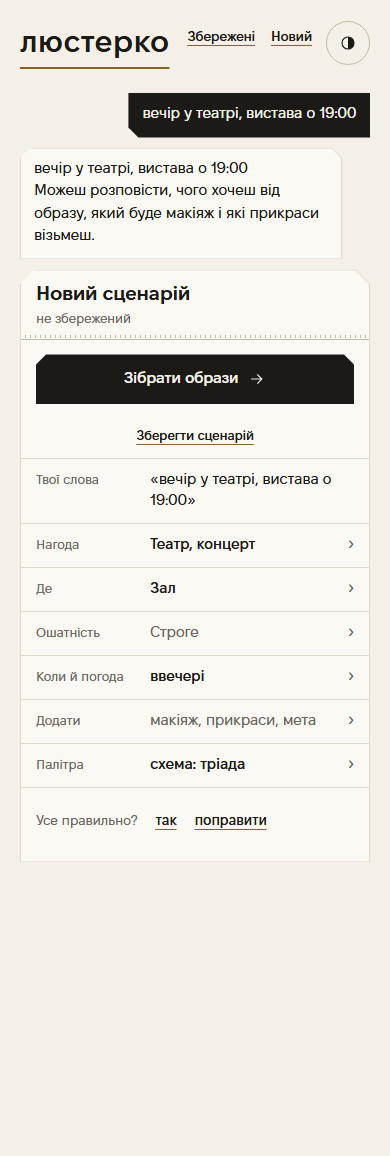 люстерко
Збережені
Новий
вечір у театрі, вистава о 19:00
вечір у театрі, вистава о 19:00
Можеш розповісти, чого хочеш від
образу, який буде макіяж і які прикраси
візьмеш.
Новий сценарій
не збережений
Зібрати образи →
Зберегти сценарій
Твої слова «вечір у театрі, вистава о
19:00»
Нагода Театр, концерт ›
Де Зал ›
Ошатність Строге ›
Коли й погода ввечері ›
Додати макіяж, прикраси, мета ›
Палітра схема: тріада ›
Усе правильно? так поправити